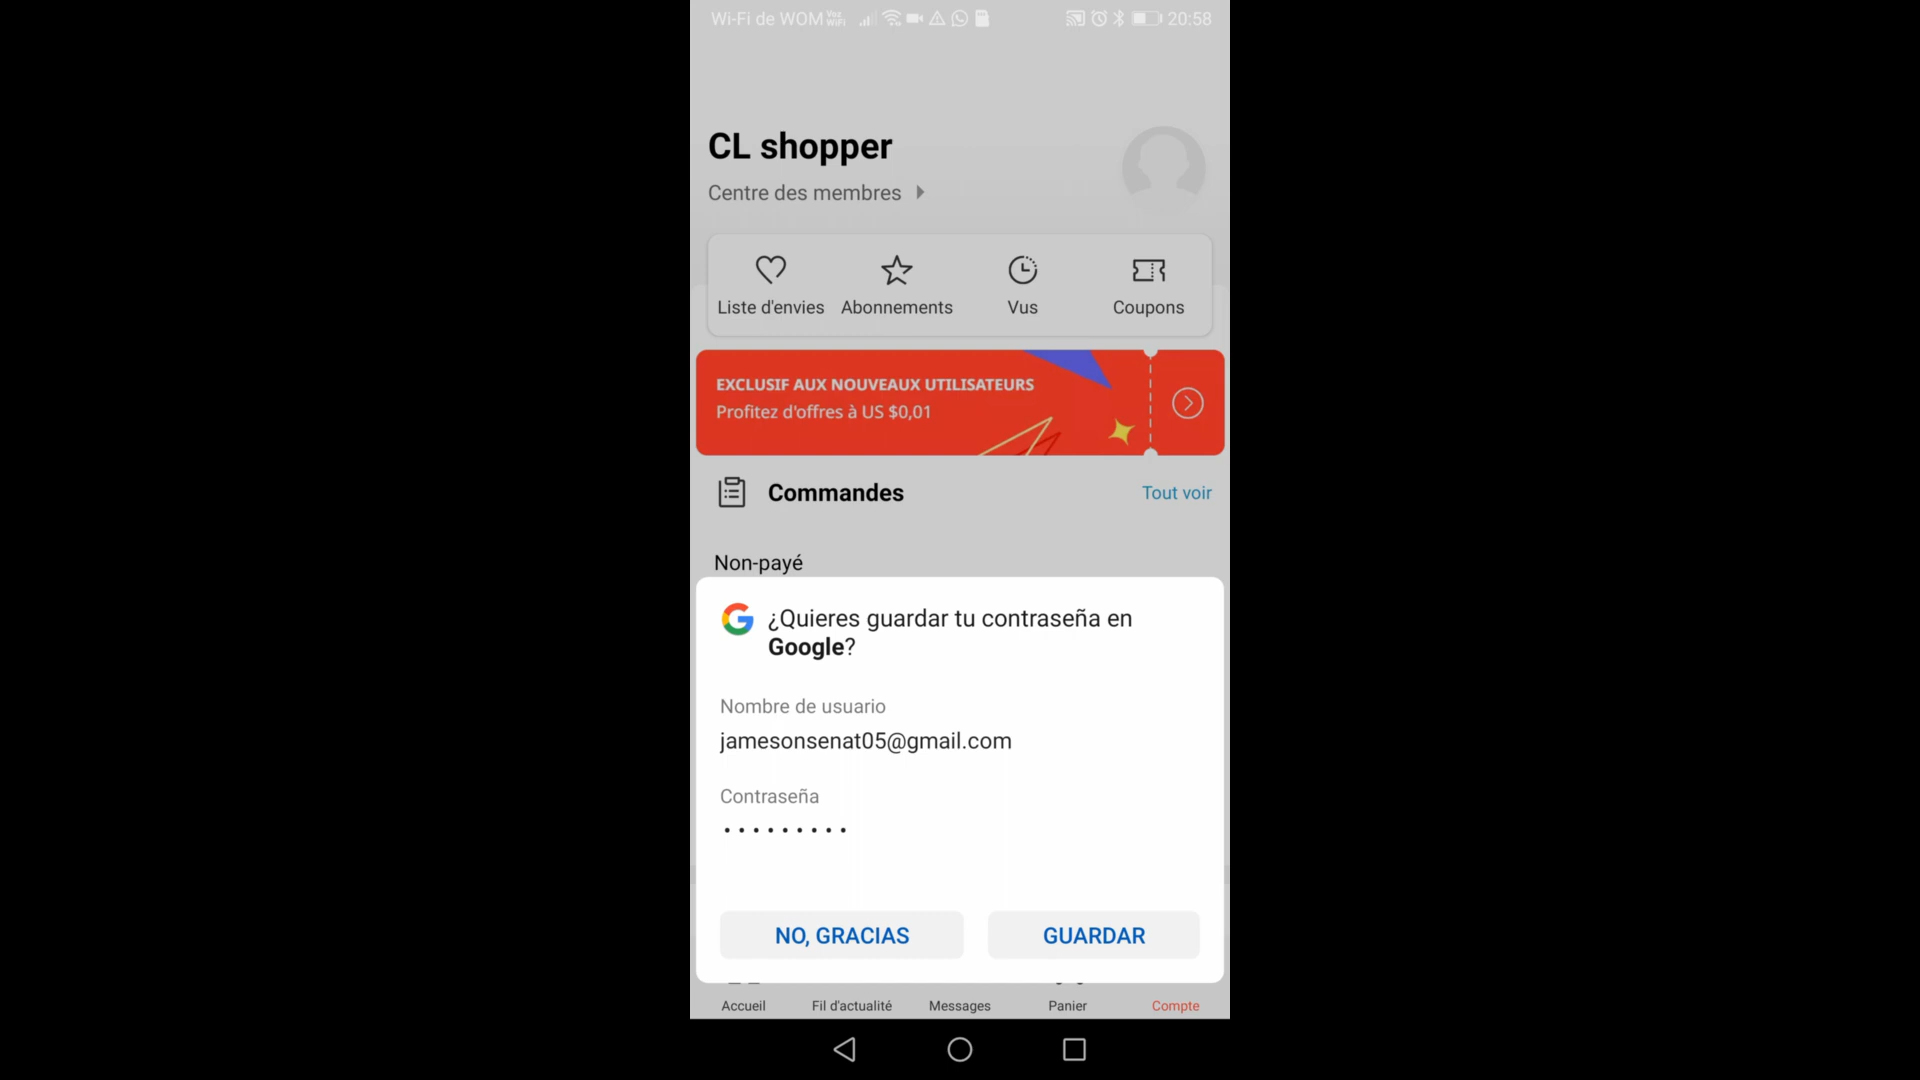 Wi-Fi de WOM Voz WiFi 20:58
CL shopper
Centre des membres
Liste d'envies Abonnements Vus Coupons
EXCLUSIF AUX NOUVEAUX UTILISATEURS
Profitez d'offres à US $0,01
Commandes Tout voir
Non-payé
¿Quieres guardar tu contraseña en
Google?
Nombre de usuario
jamesonsenat05@gmail.com
Contraseña
•••••••••
NO, GRACIAS GUARDAR
Accueil Fil d'actualité Messages Panier Compte